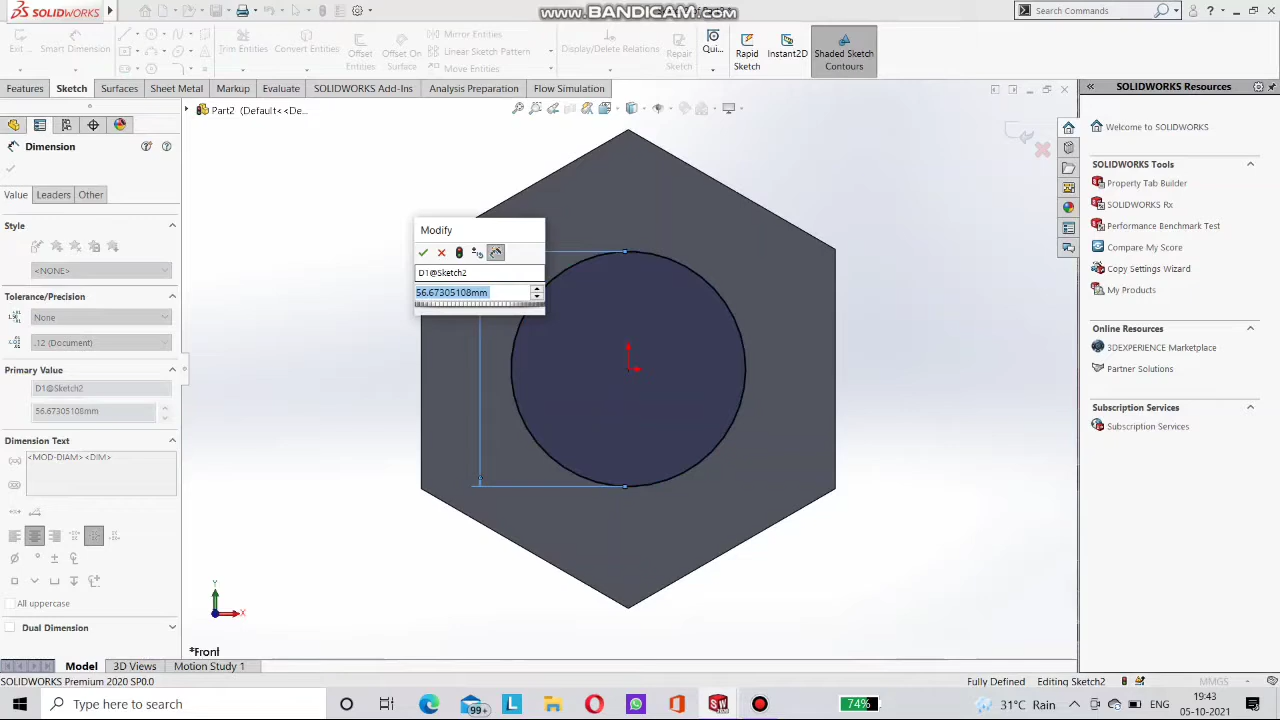 SOLIDWORKS
WWW.BANDICAM.COM
Search Commands
Exit...
Smart Dimension
Trim Entities
Convert Entities
Offset Entities
Offset On Surface
Mirror Entities
Linear Sketch Pattern
Move Entities
Display/Delete Relations
Repair Sketch
Qui...
Rapid Sketch
Instant2D
Shaded Sketch Contours
Features
Sketch
Surfaces
Sheet Metal
Markup
Evaluate
SOLIDWORKS Add-Ins
Analysis Preparation
Flow Simulation
SOLIDWORKS Resources
Part2 (Default<<De...
Dimension
Value
Leaders
Other
Style
<NONE>
Tolerance/Precision
None
.12 (Document)
Primary Value
D1@Sketch2
56.67305108mm
Dimension Text
<MOD-DIAM><DIM>
All uppercase
Dual Dimension
Modify
D1@Sketch2
56.67305108mm
Y
X
*Front
Welcome to SOLIDWORKS
SOLIDWORKS Tools
Property Tab Builder
SOLIDWORKS Rx
Performance Benchmark Test
Compare My Score
Copy Settings Wizard
My Products
Online Resources
3DEXPERIENCE Marketplace
Partner Solutions
Subscription Services
Subscription Services
Model
3D Views
Motion Study 1
SOLIDWORKS Premium 2020 SP0.0
Fully Defined
Editing Sketch2
MMGS
Type here to search
99+
74%
31°C Rain
ENG
19:43
05-10-2021